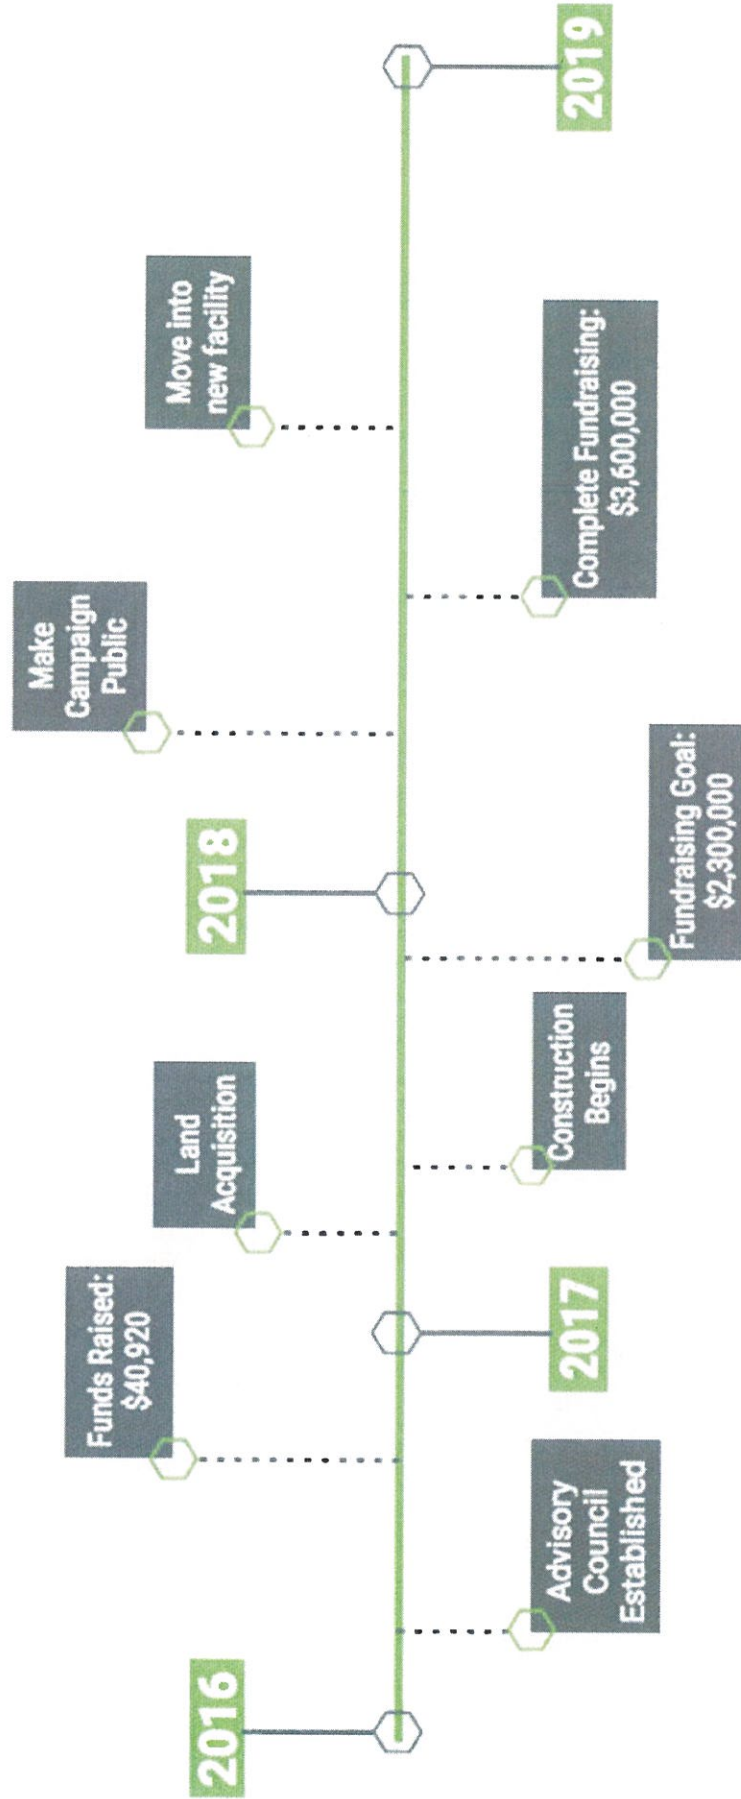 2016
Advisory
Council
Established
Funds Raised:
$40,920
2017
Land
Acquisition
Construction
Begins
Fundraising Goal:
$2,300,000
2018
Make
Campaign
Public
Complete Fundraising:
$3,600,000
Move into
new facility
2019